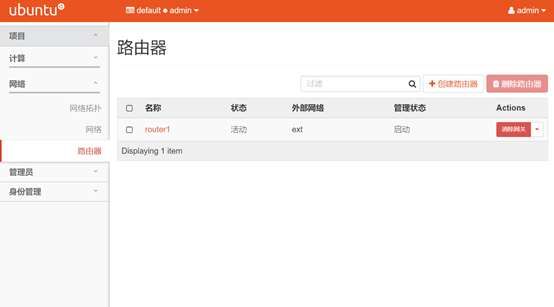 ubuntu
default ● admin
admin
项目
计算
网络
网络拓扑
网络
路由器
管理员
身份管理
路由器
过滤
创建路由器
删除路由器
名称 状态 外部网络 管理状态 Actions
router1 活动 ext 启动 清除网关
Displaying 1 item